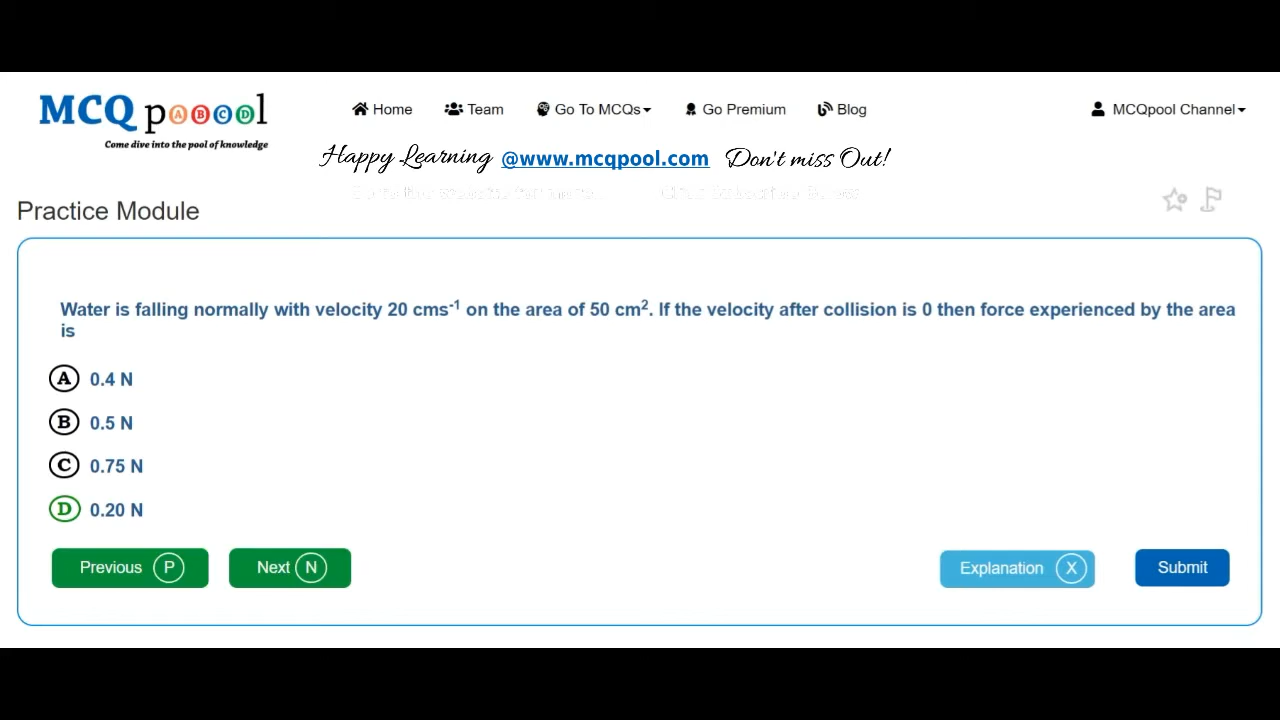 MCQ poooool
Come dive into the pool of knowledge
Home Team Go To MCQs Go Premium Blog MCQpool Channel
Happy Learning @www.mcqpool.com Don't miss Out!
Practice Module
Water is falling normally with velocity 20 cms⁻¹ on the area of 50 cm². If the velocity after collision is 0 then force experienced by the area
is
A 0.4 N
B 0.5 N
C 0.75 N
D 0.20 N
Previous P Next N Explanation X Submit